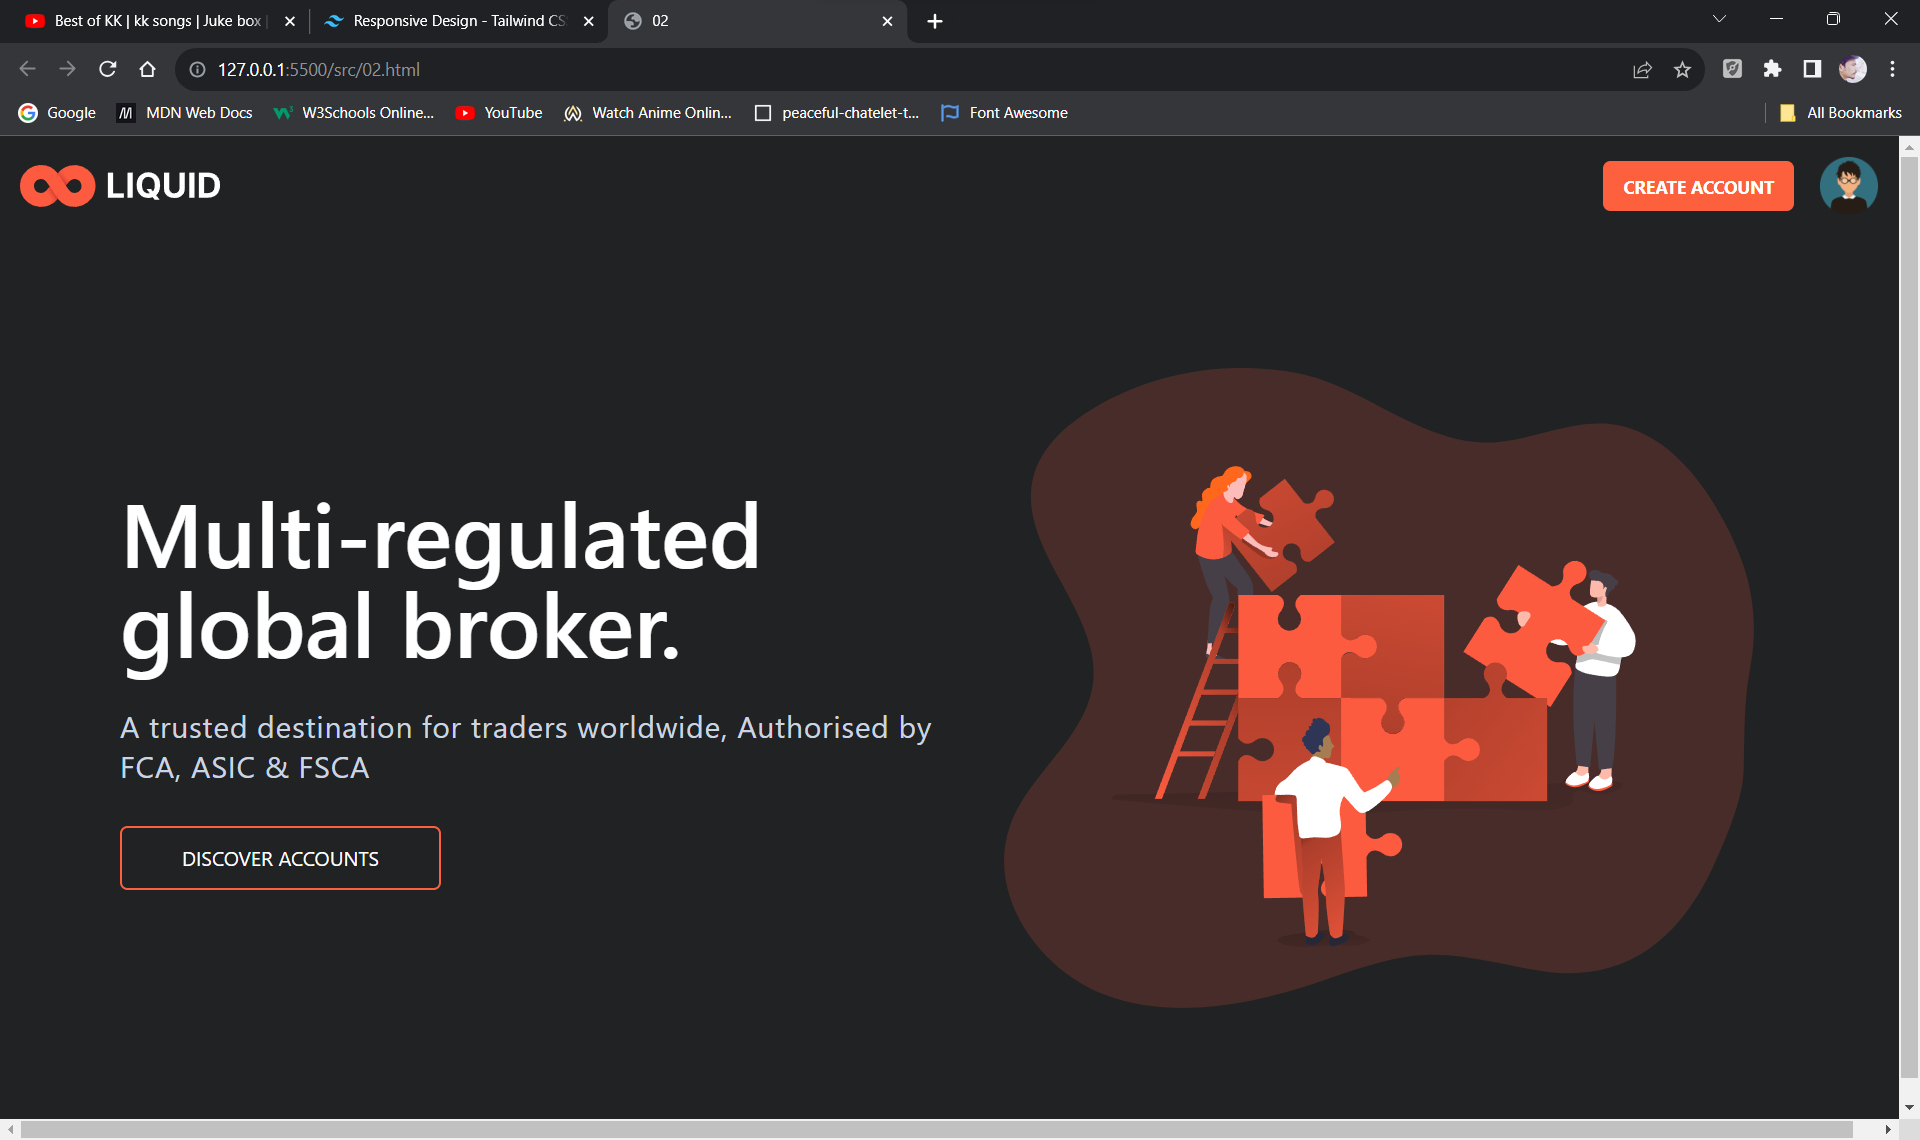 Best of KK | kk songs | Juke box
Responsive Design - Tailwind CS
02
127.0.0.1:5500/src/02.html
Google
MDN Web Docs
W3Schools Online...
YouTube
Watch Anime Onlin...
peaceful-chatelet-t...
Font Awesome
All Bookmarks
LIQUID
CREATE ACCOUNT
Multi-regulated
global broker.
A trusted destination for traders worldwide, Authorised by
FCA, ASIC & FSCA
DISCOVER ACCOUNTS